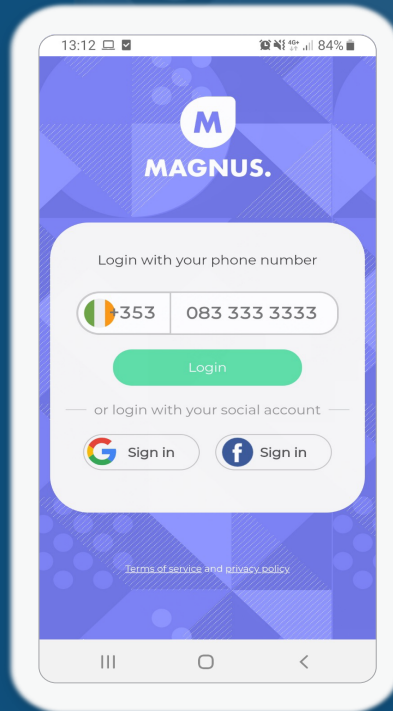 13:12 4G+ 84%
M
MAGNUS.
Login with your phone number
+353 083 333 3333
Login
or login with your social account
G Sign in f Sign in
Terms of service and privacy policy